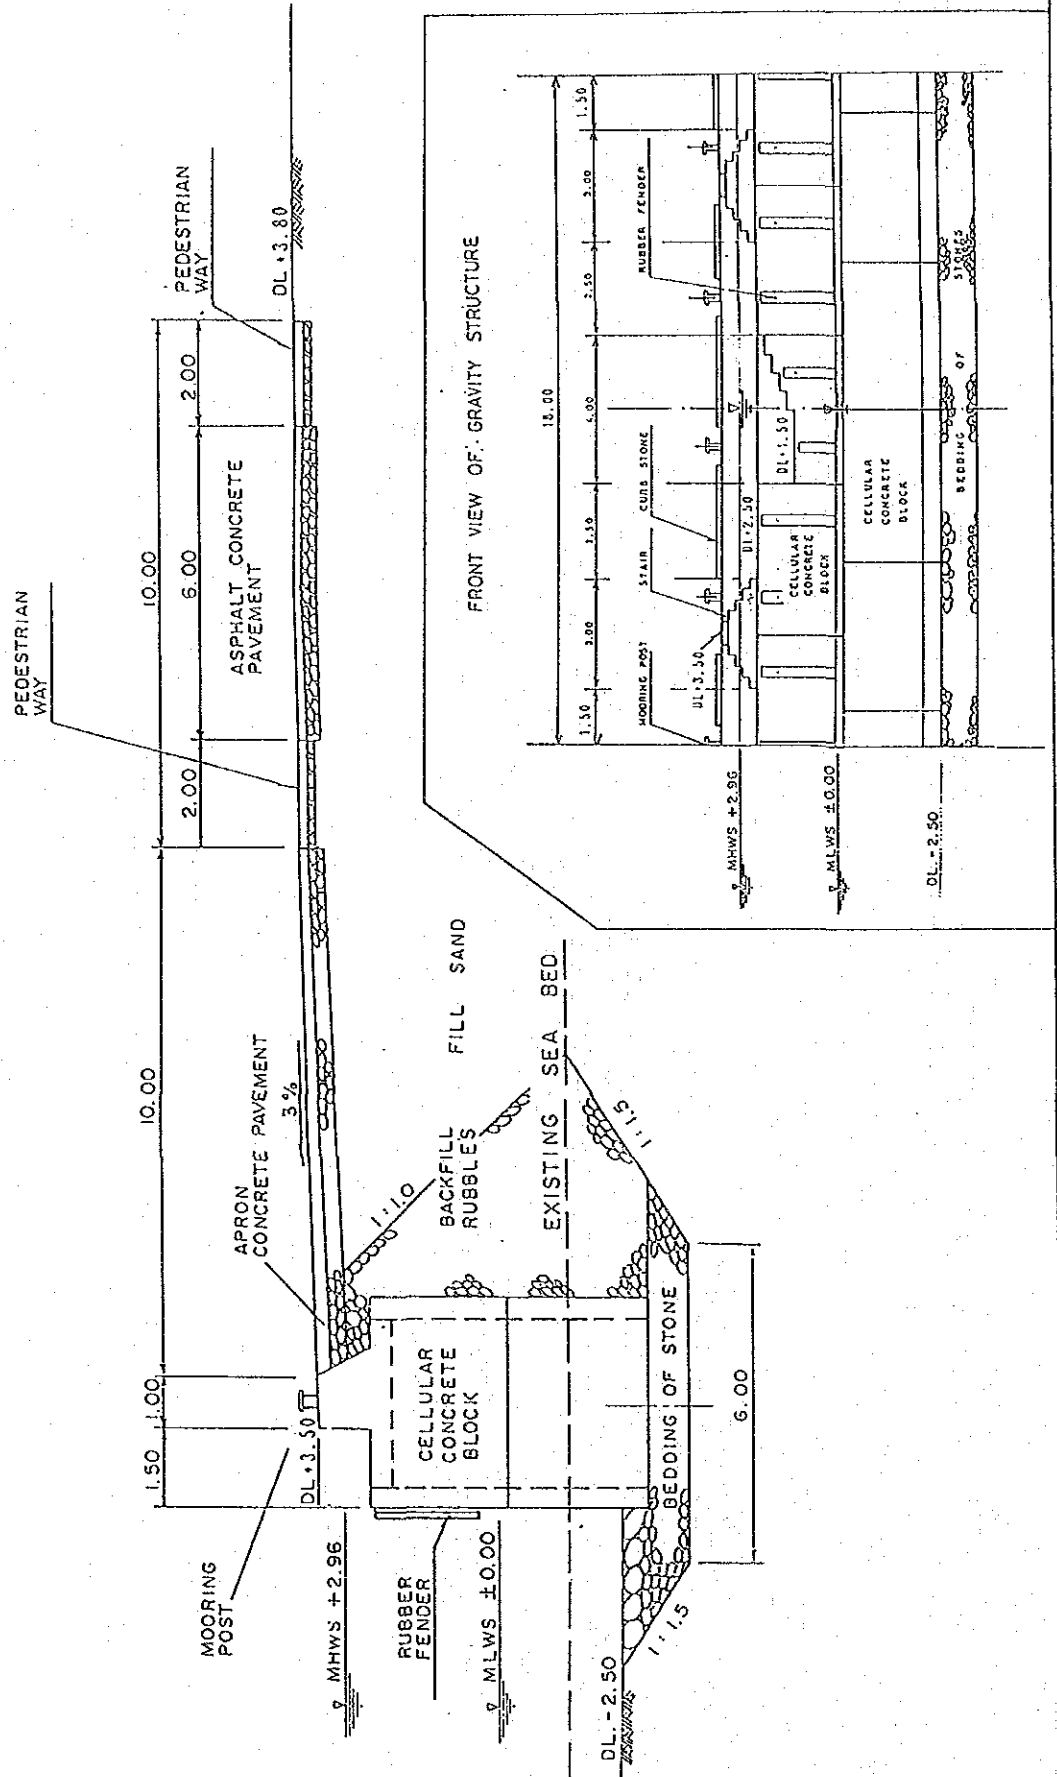 PEDESTRIAN
WAY
10.00
10.00
1.50
1.00
2.00
6.00
2.00
PEDESTRIAN
WAY
ASPHALT CONCRETE
PAVEMENT
DL +3.80
APRON
CONCRETE PAVEMENT
3%
MOORING
POST
DL +3.50
MHWS +2.96
1:1.0
FILL SAND
BACKFILL
RUBBLES
RUBBER
FENDER
CELLULAR
CONCRETE
BLOCK
MLWS ±0.00
EXISTING SEA BED
DL.-2.50
1:1.5
BEDDING OF STONE
1:1.5
6.00
FRONT VIEW OF GRAVITY STRUCTURE
18.00
1.50
3.00
2.50
4.00
2.50
3.00
1.50
MOORING POST
STAIR
CURB STONE
RUBBER FENDER
DL+3.50
MHWS +2.96
DL+2.50
DL+1.50
CELLULAR
CONCRETE
BLOCK
MLWS ±0.00
CELLULAR
CONCRETE
BLOCK
DL.-2.50
BEDDING OF STONES